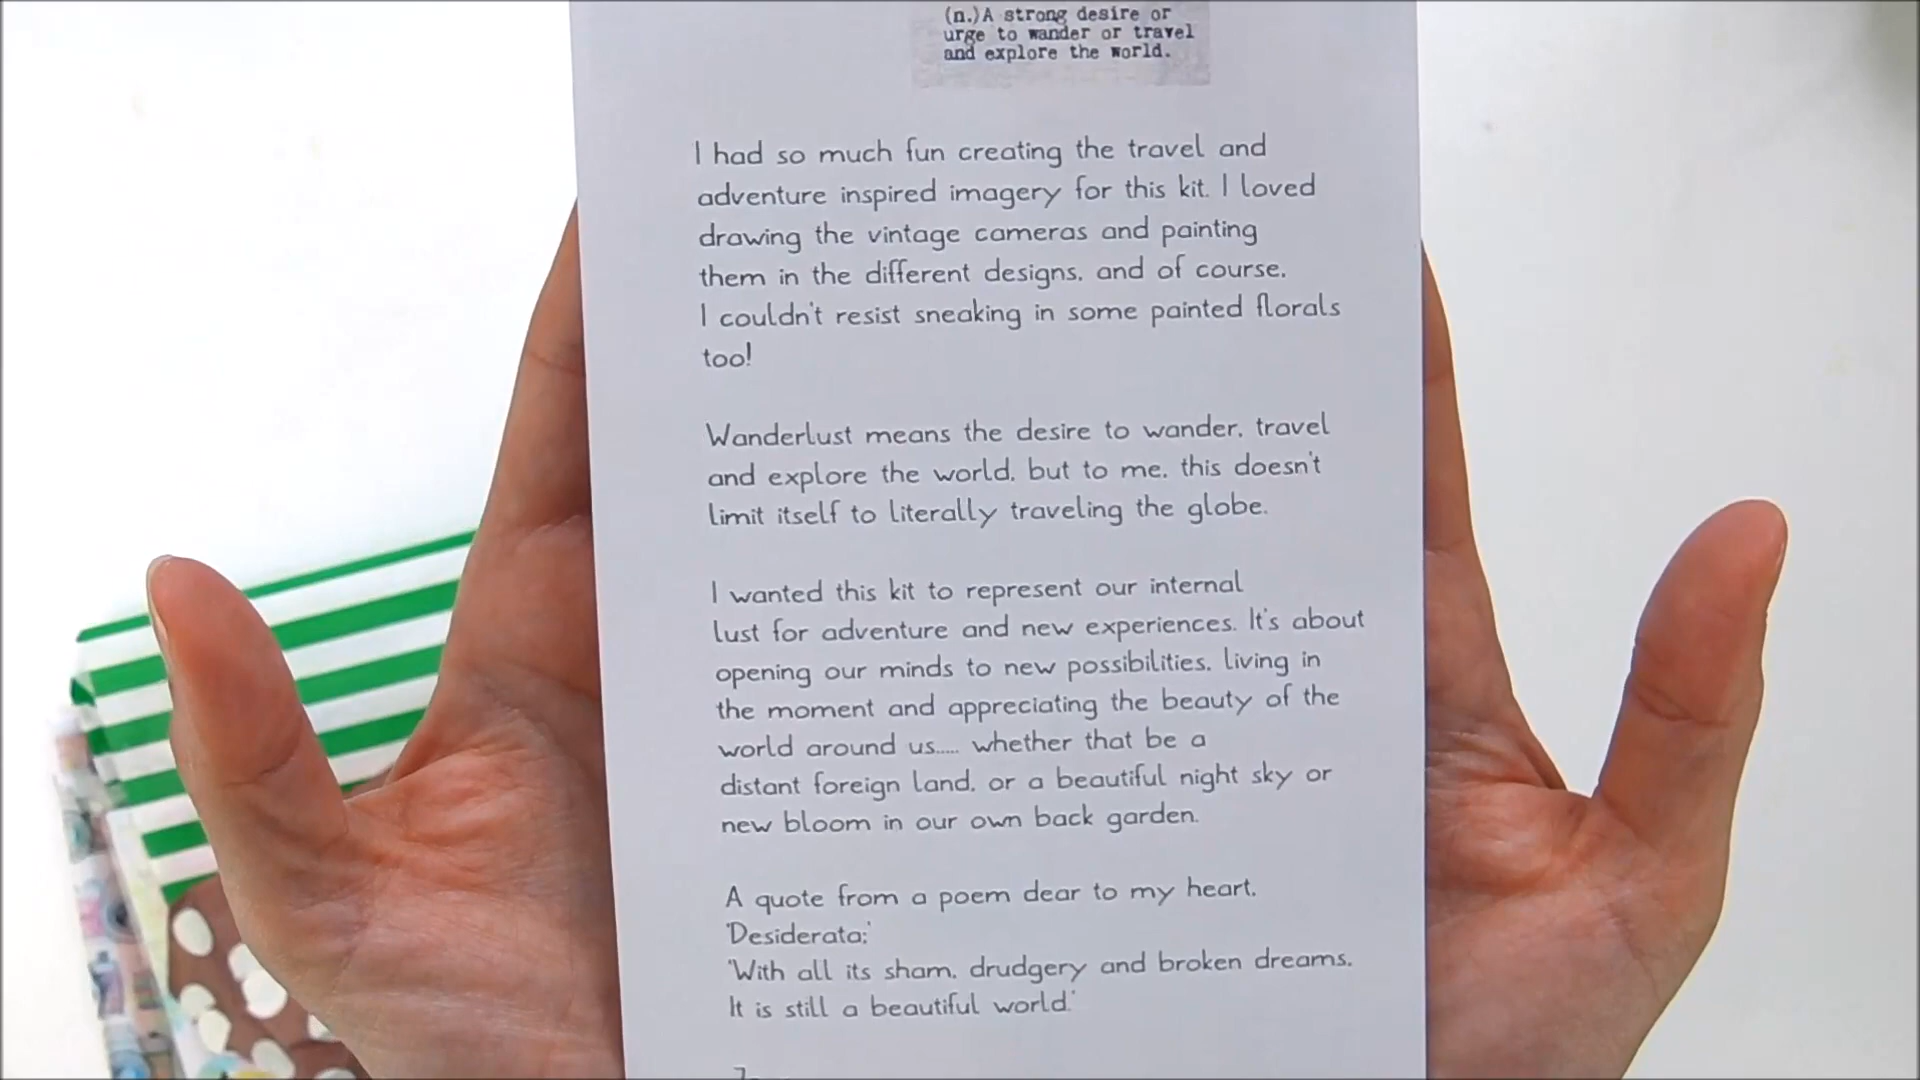 (n.)A strong desire or
urge to wander or travel
and explore the world.
I had so much fun creating the travel and
adventure inspired imagery for this kit. I loved
drawing the vintage cameras and painting
them in the different designs, and of course,
I couldn't resist sneaking in some painted florals
too!
Wanderlust means the desire to wander, travel
and explore the world, but to me, this doesn't
limit itself to literally traveling the globe.
I wanted this kit to represent our internal
lust for adventure and new experiences. It's about
opening our minds to new possibilities, living in
the moment and appreciating the beauty of the
world around us..... whether that be a
distant foreign land, or a beautiful night sky or
new bloom in our own back garden.
A quote from a poem dear to my heart,
'Desiderata;'
'With all its sham, drudgery and broken dreams,
It is still a beautiful world.'